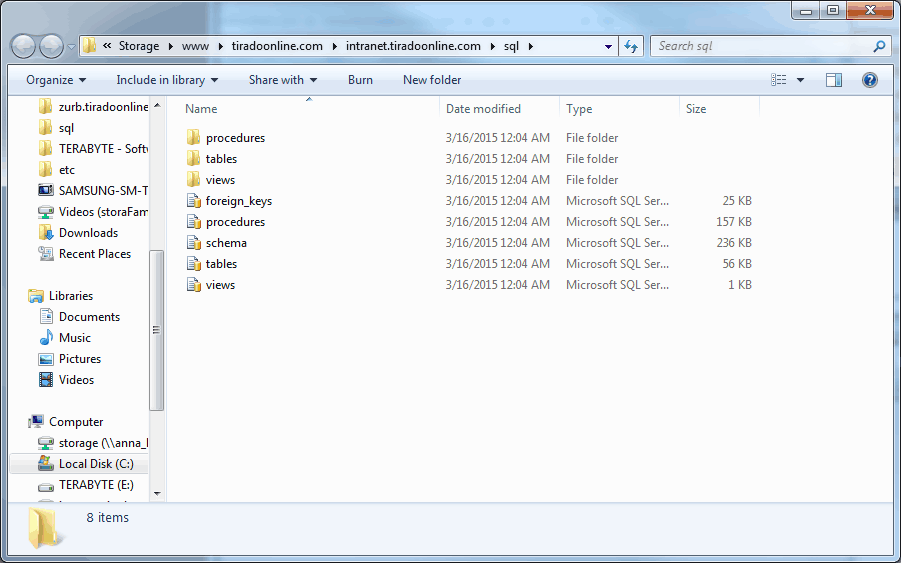 « Storage ▸ www ▸ tiradoonline.com ▸ intranet.tiradoonline.com ▸ sql ▸
Search sql
Organize Include in library Share with Burn New folder
zurb.tiradoonline
sql
TERABYTE - Softw
etc
SAMSUNG-SM-T
Videos (storaFam
Downloads
Recent Places
Libraries
Documents
Music
Pictures
Videos
Computer
storage (\\anna_
Local Disk (C:)
TERABYTE (E:)
Name Date modified Type Size
procedures 3/16/2015 12:04 AM File folder
tables 3/16/2015 12:04 AM File folder
views 3/16/2015 12:04 AM File folder
foreign_keys 3/16/2015 12:04 AM Microsoft SQL Ser... 25 KB
procedures 3/16/2015 12:04 AM Microsoft SQL Ser... 157 KB
schema 3/16/2015 12:04 AM Microsoft SQL Ser... 236 KB
tables 3/16/2015 12:04 AM Microsoft SQL Ser... 56 KB
views 3/16/2015 12:04 AM Microsoft SQL Ser... 1 KB
8 items